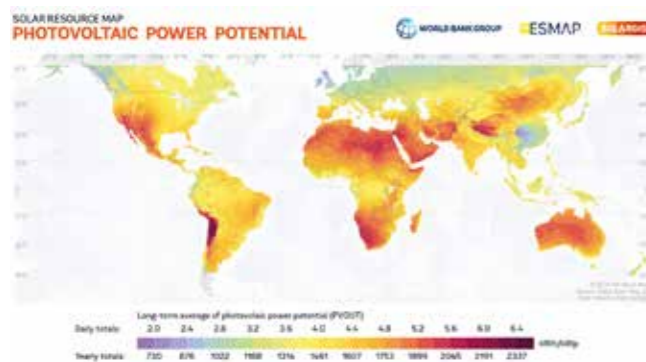 SOLAR RESOURCE MAP
PHOTOVOLTAIC POWER POTENTIAL
WORLD BANK GROUP
ESMAP
SOLARGIS
Long-term average of photovoltaic power potential (PVOUT)
Daily totals: 2.0 2.4 2.8 3.2 3.6 4.0 4.4 4.8 5.2 5.6 6.0 6.4
Yearly totals: 730 876 1022 1168 1314 1461 1607 1753 1899 2045 2191 2337
kWh/kWp